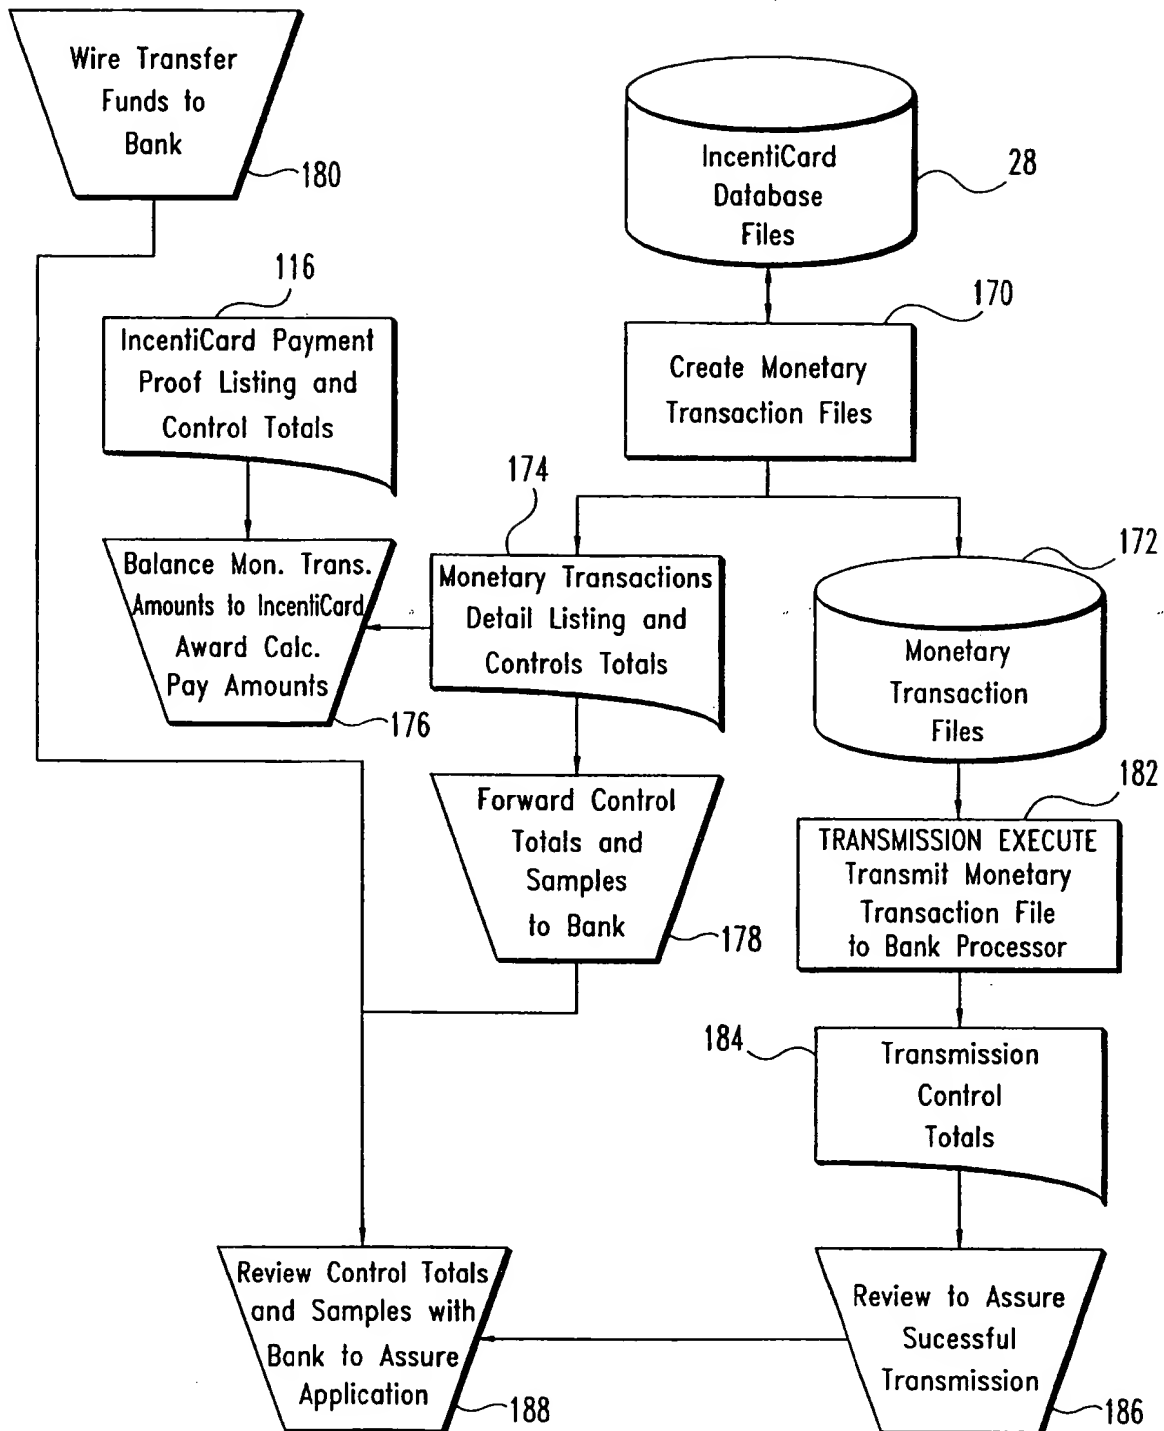 Wire Transfer
Funds to
Bank
180
IncentiCard
Database
Files
28
116
IncentiCard Payment
Proof Listing and
Control Totals
170
Create Monetary
Transaction Files
174
Monetary Transactions
Detail Listing and
Controls Totals
172
Monetary
Transaction
Files
Balance Mon. Trans.
Amounts to IncentiCard
Award Calc.
Pay Amounts
176
Forward Control
Totals and
Samples
to Bank
178
182
TRANSMISSION EXECUTE
Transmit Monetary
Transaction File
to Bank Processor
184
Transmission
Control
Totals
Review Control Totals
and Samples with
Bank to Assure
Application
188
Review to Assure
Sucessful
Transmission
186